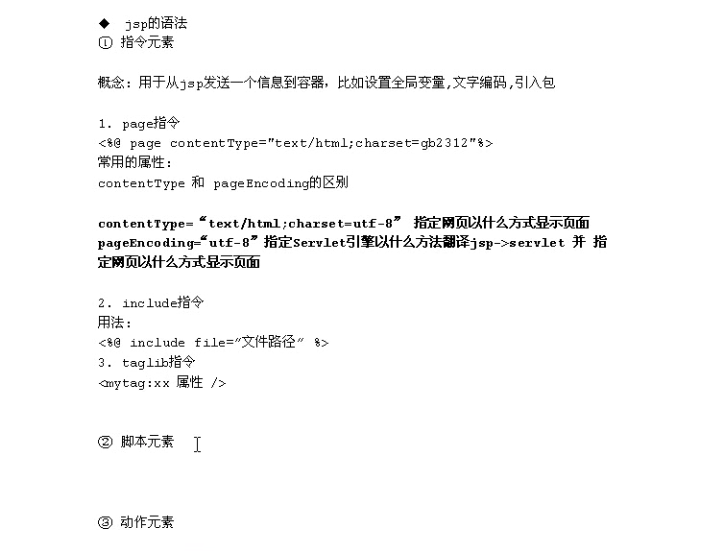 ◆ jsp的语法
① 指令元素
概念：用于从jsp发送一个信息到容器，比如设置全局变量,文字编码,引入包
1. page指令
<%@ page contentType="text/html;charset=gb2312"%>
常用的属性：
contentType 和 pageEncoding的区别
contentType=“text/html;charset=utf-8” 指定网页以什么方式显示页面
pageEncoding=“utf-8”指定Servlet引擎以什么方法翻译jsp->servlet 并 指
定网页以什么方式显示页面
2. include指令
用法：
<%@ include file=”文件路径” %>
3. taglib指令
<mytag:xx 属性 />
② 脚本元素
③ 动作元素